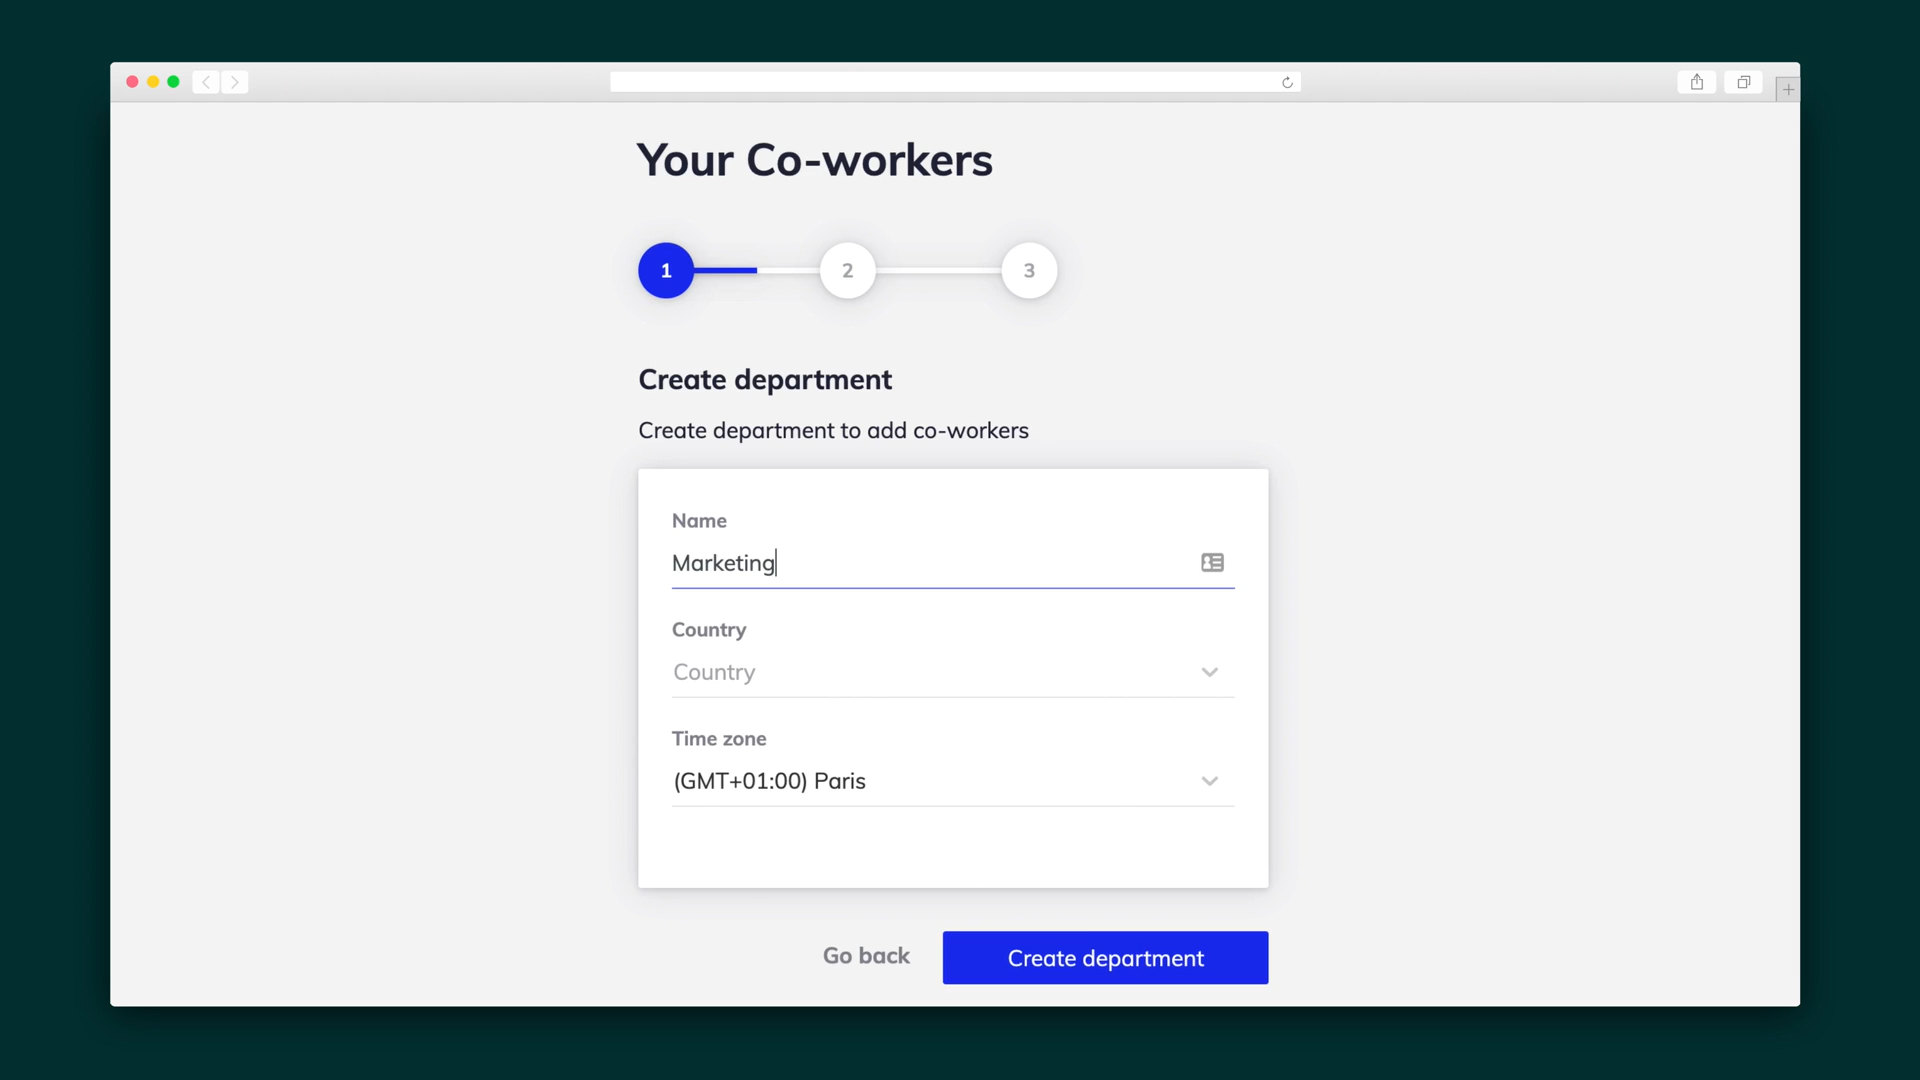 Your Co-workers
1 2 3
Create department
Create department to add co-workers
Name
Marketing
Country
Country
Time zone
(GMT+01:00) Paris
Go back Create department